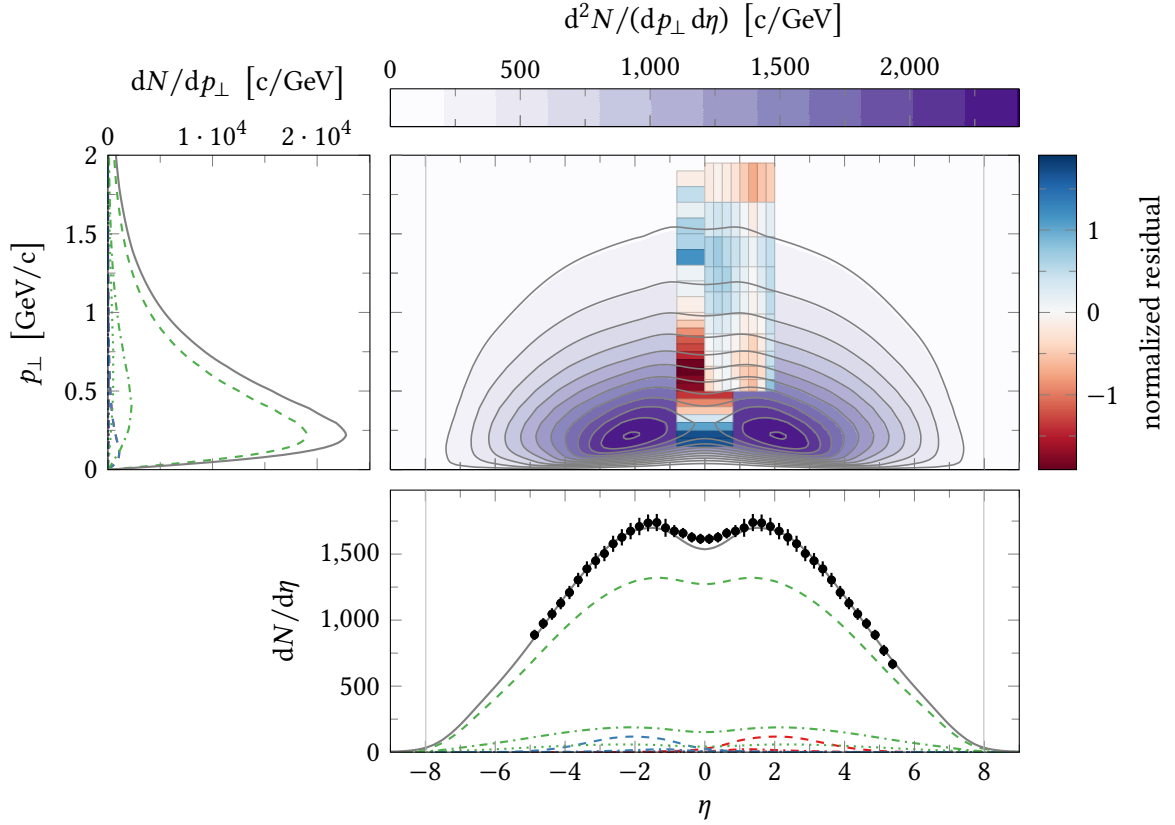 d²N/(dp⊥ dη) [c/GeV]
0 500 1,000 1,500 2,000
dN/dp⊥ [c/GeV]
0 1 · 10⁴ 2 · 10⁴
2
1.5
1
0.5
0
p⊥ [GeV/c]
1
0
−1
normalized residual
1,500
1,000
500
0
dN/dη
−8 −6 −4 −2 0 2 4 6 8
η